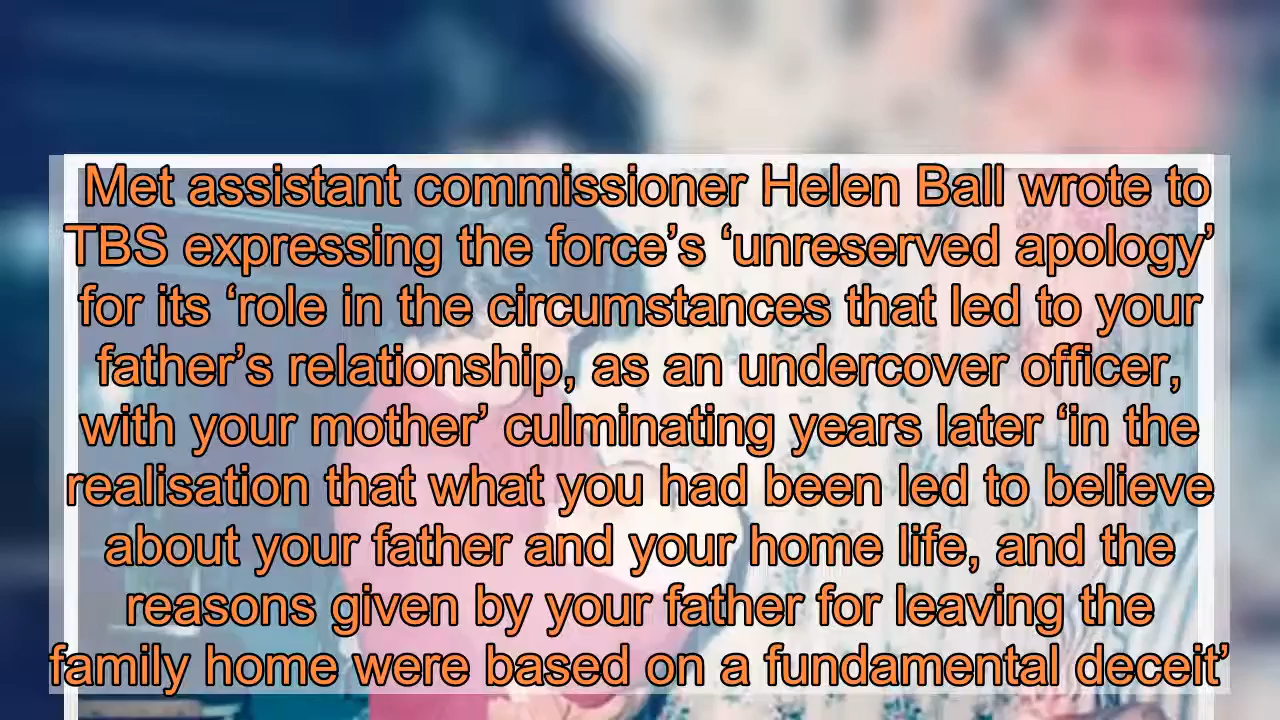 Met assistant commissioner Helen Ball wrote to
TBS expressing the force’s ‘unreserved apology’
for its ‘role in the circumstances that led to your
father’s relationship, as an undercover officer,
with your mother’ culminating years later ‘in the
realisation that what you had been led to believe
about your father and your home life, and the
reasons given by your father for leaving the
family home were based on a fundamental deceit’